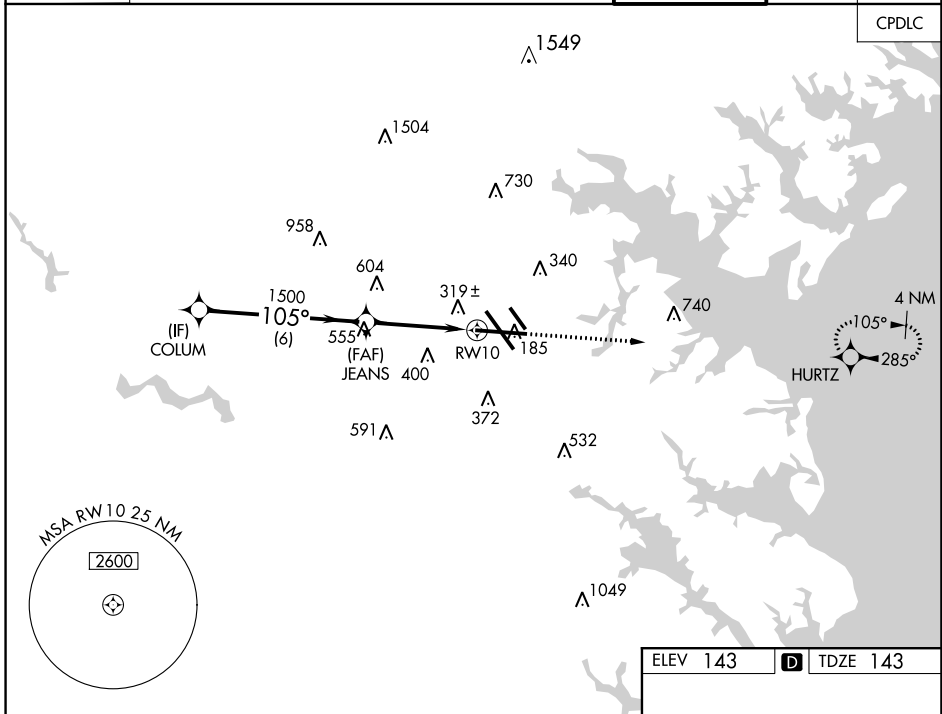 CPDLC
1549
1504
730
958
340
604
319±
1500
105°
(6)
(IF)
COLUM
555
(FAF)
JEANS
400
RW10
185
740
4 NM
105°
285°
HURTZ
372
591
532
MSA RW10 25 NM
2600
1049
ELEV 143 D TDZE 143